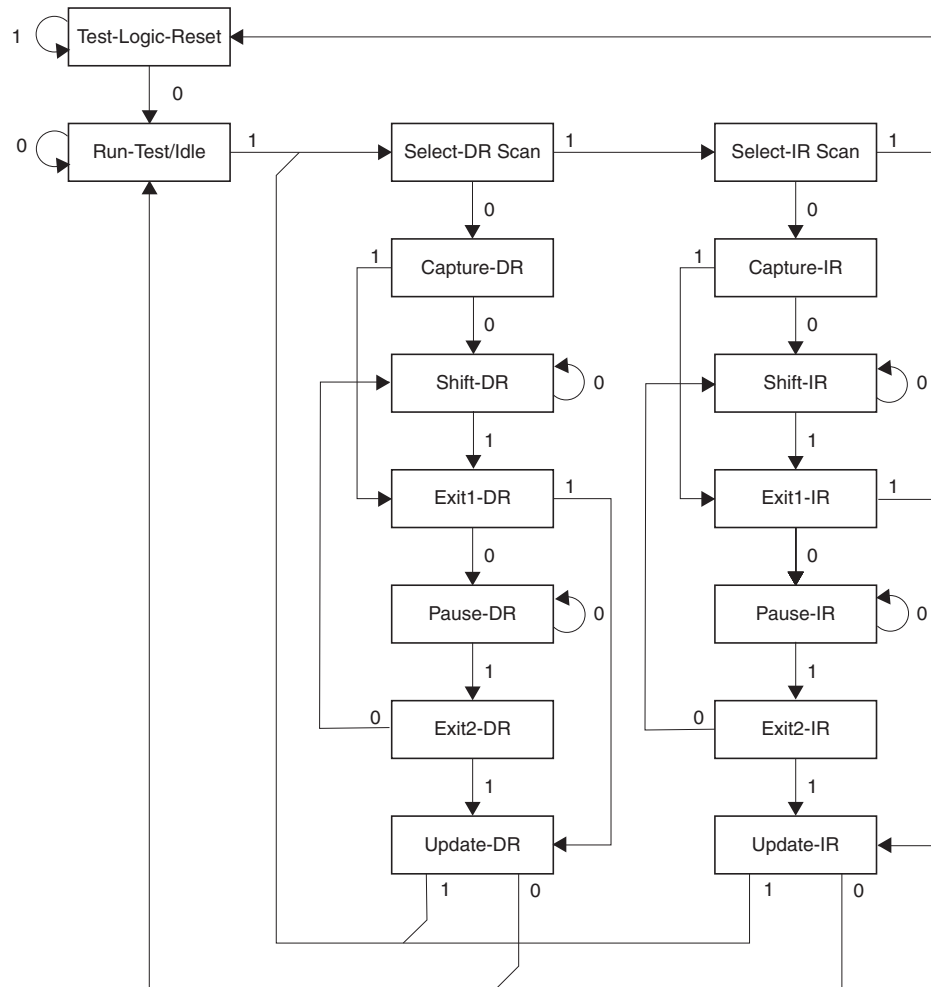 1 Test-Logic-Reset
0
0 Run-Test/Idle 1 Select-DR Scan 1 Select-IR Scan 1
0 0
1 Capture-DR 1 Capture-IR
0 0
Shift-DR 0 Shift-IR 0
1 1
Exit1-DR 1 Exit1-IR 1
0 0
Pause-DR 0 Pause-IR 0
1 1
0 Exit2-DR 0 Exit2-IR
1 1
Update-DR Update-IR
1 0 1 0